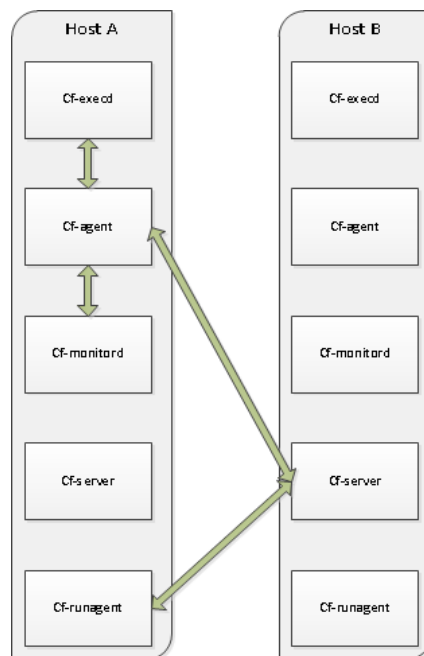 Host A
Cf-execd
Cf-agent
Cf-monitord
Cf-server
Cf-runagent
Host B
Cf-execd
Cf-agent
Cf-monitord
Cf-server
Cf-runagent